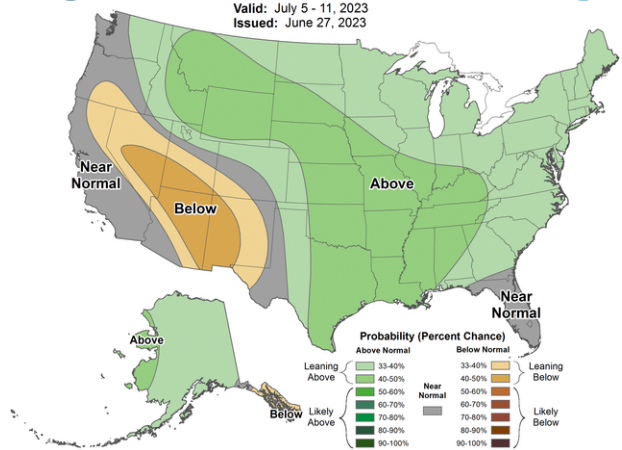 Valid: July 5 - 11, 2023
Issued: June 27, 2023
Near
Normal
Below
Above
Near
Normal
Above
Below
Probability (Percent Chance)
Above Normal
Below Normal
Leaning
Above
33-40%
40-50%
Likely
Above
50-60%
60-70%
70-80%
80-90%
90-100%
Near
Normal
33-40%
40-50%
Leaning
Below
50-60%
60-70%
70-80%
80-90%
90-100%
Likely
Below